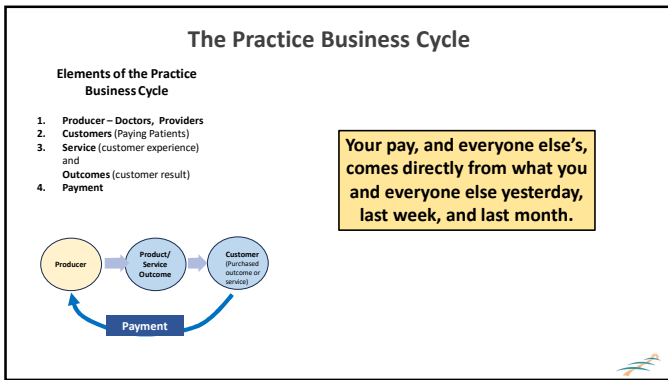 The Practice Business Cycle
Elements of the Practice
Business Cycle
1. Producer – Doctors, Providers
2. Customers (Paying Patients)
3. Service (customer experience)
and
Outcomes (customer result)
4. Payment
Your pay, and everyone else's,
comes directly from what you
and everyone else yesterday,
last week, and last month.
Producer
Product/
Service
Outcome
Customer
(Purchased
outcome or
service)
Payment